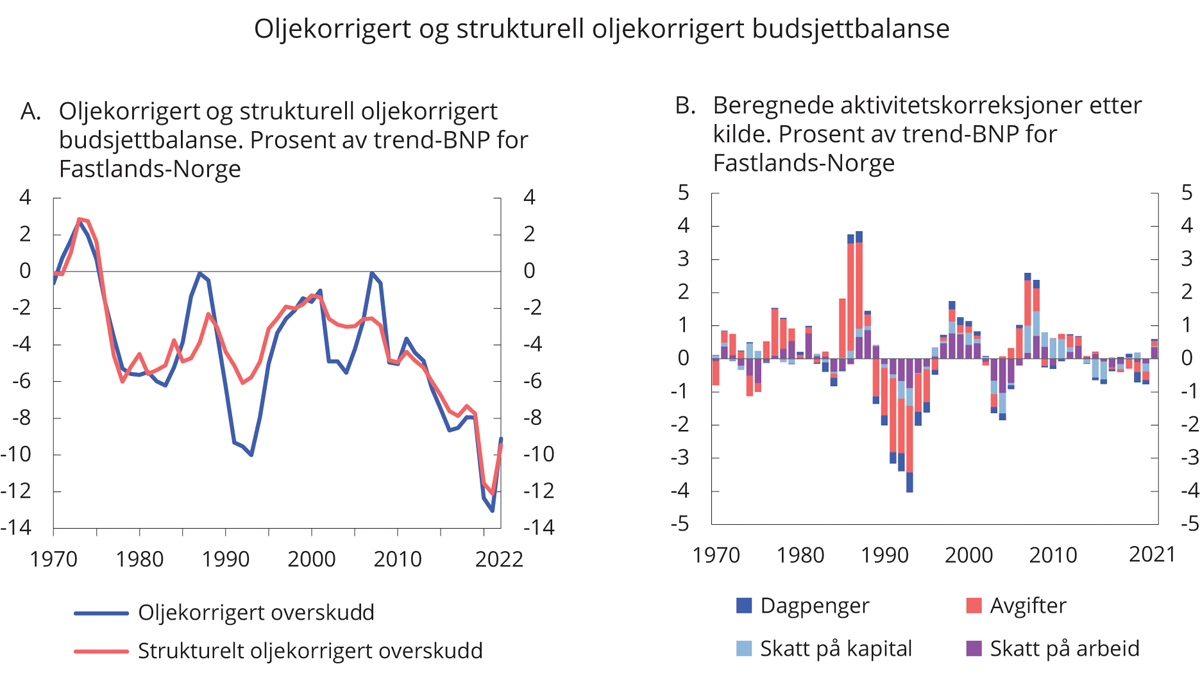 Oljekorrigert og strukturell oljekorrigert budsjettbalanse
A. Oljekorrigert og strukturell oljekorrigert
budsjettbalanse. Prosent av trend-BNP for
Fastlands-Norge
4 4
2 2
0 0
-2 -2
-4 -4
-6 -6
-8 -8
-10 -10
-12 -12
-14 -14
1970 1980 1990 2000 2010 2022
Oljekorrigert overskudd
Strukturelt oljekorrigert overskudd
B. Beregnede aktivitetskorreksjoner etter
kilde. Prosent av trend-BNP for
Fastlands-Norge
5 5
4 4
3 3
2 2
1 1
0 0
-1 -1
-2 -2
-3 -3
-4 -4
-5 -5
1970 1980 1990 2000 2010 2021
Dagpenger Avgifter
Skatt på kapital Skatt på arbeid